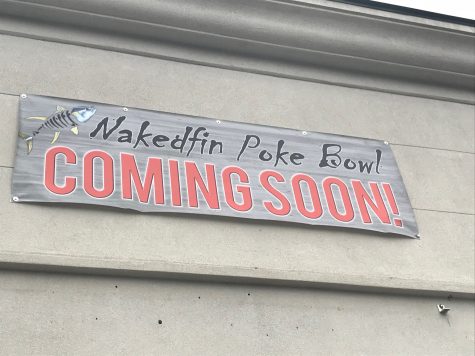 Nakedfin Poke Bowl
COMING SOON!